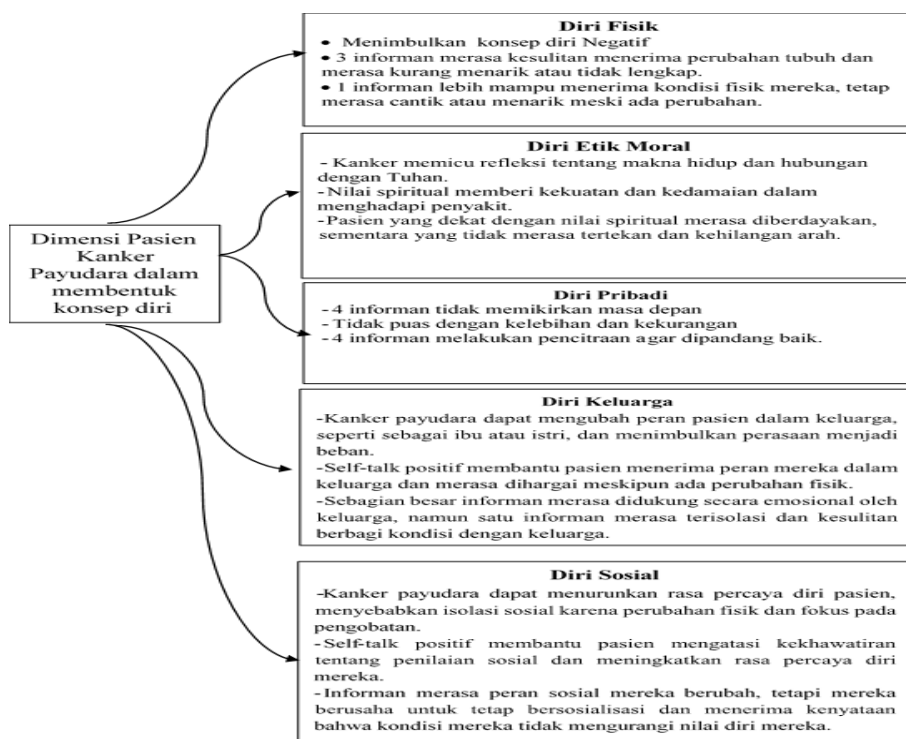 Diri Fisik
• Menimbulkan konsep diri Negatif
• 3 informan merasa kesulitan menerima perubahan tubuh dan
merasa kurang menarik atau tidak lengkap.
• 1 informan lebih mampu menerima kondisi fisik mereka, tetap
merasa cantik atau menarik meski ada perubahan.
Diri Etik Moral
- Kanker memicu refleksi tentang makna hidup dan hubungan
dengan Tuhan.
-Nilai spiritual memberi kekuatan dan kedamaian dalam
menghadapi penyakit.
-Pasien yang dekat dengan nilai spiritual merasa diberdayakan,
sementara yang tidak merasa tertekan dan kehilangan arah.
Dimensi Pasien
Kanker
Payudara dalam
membentuk
konsep diri
Diri Pribadi
-4 informan tidak memikirkan masa depan
-Tidak puas dengan kelebihan dan kekurangan
-4 informan melakukan pencitraan agar dipandang baik.
Diri Keluarga
-Kanker payudara dapat mengubah peran pasien dalam keluarga,
seperti sebagai ibu atau istri, dan menimbulkan perasaan menjadi
beban.
-Self-talk positif membantu pasien menerima peran mereka dalam
keluarga dan merasa dihargai meskipun ada perubahan fisik.
-Sebagian besar informan merasa didukung secara emosional oleh
keluarga, namun satu informan merasa terisolasi dan kesulitan
berbagi kondisi dengan keluarga.
Diri Sosial
-Kanker payudara dapat menurunkan rasa percaya diri pasien,
menyebabkan isolasi sosial karena perubahan fisik dan fokus pada
pengobatan.
-Self-talk positif membantu pasien mengatasi kekhawatiran
tentang penilaian sosial dan meningkatkan rasa percaya diri
mereka.
-Informan merasa peran sosial mereka berubah, tetapi mereka
berusaha untuk tetap bersosialisasi dan menerima kenyataan
bahwa kondisi mereka tidak mengurangi nilai diri mereka.